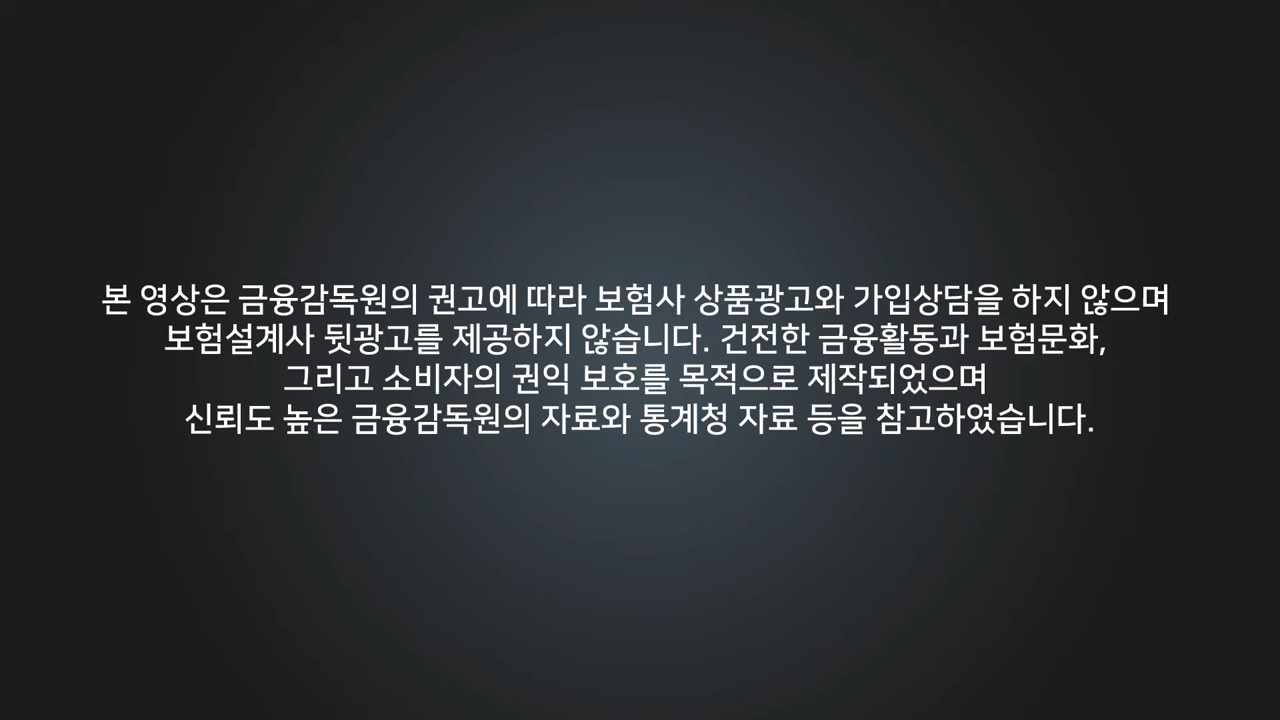 본 영상은 금융감독원의 권고에 따라 보험사 상품광고와 가입상담을 하지 않으며
보험설계사 뒷광고를 제공하지 않습니다. 건전한 금융활동과 보험문화,
그리고 소비자의 권익 보호를 목적으로 제작되었으며
신뢰도 높은 금융감독원의 자료와 통계청 자료 등을 참고하였습니다.